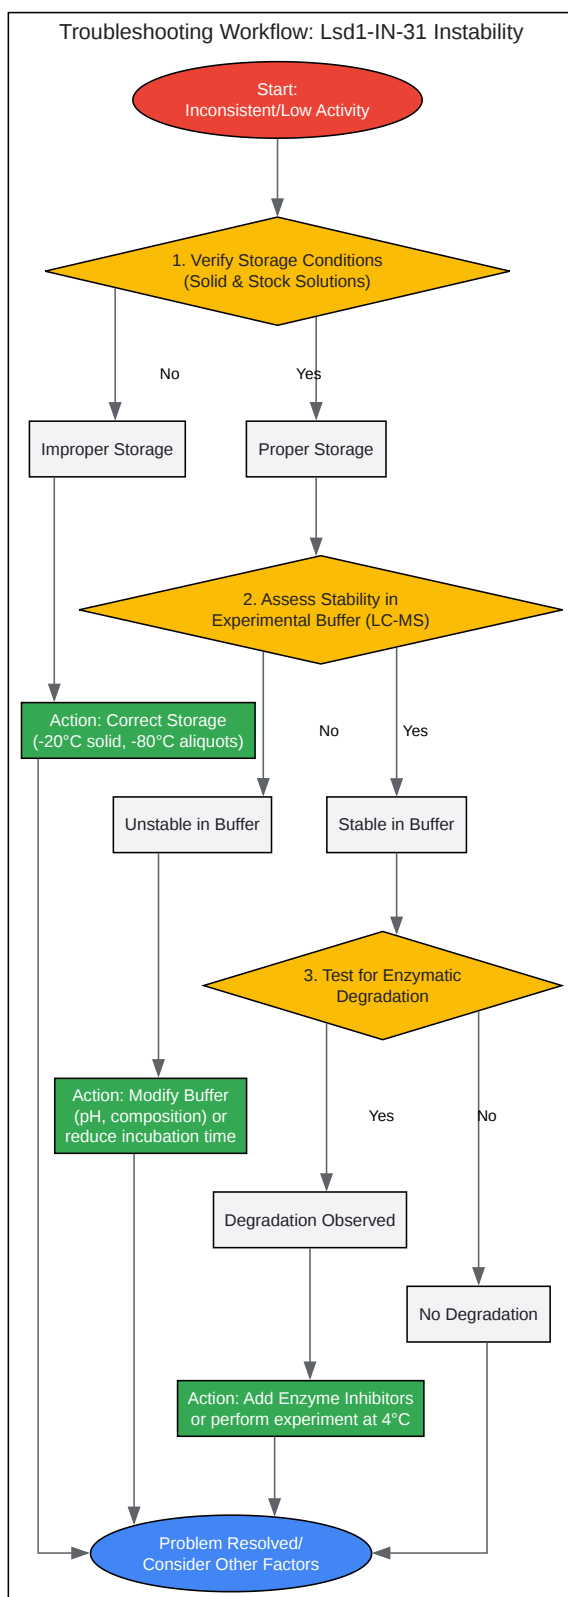 Troubleshooting Workflow: Lsd1-IN-31 Instability
Start:
Inconsistent/Low Activity
1. Verify Storage Conditions
(Solid & Stock Solutions)
No
Yes
Improper Storage
Proper Storage
2. Assess Stability in
Experimental Buffer (LC-MS)
Action: Correct Storage
(-20°C solid, -80°C aliquots)
No
Yes
Unstable in Buffer
Stable in Buffer
3. Test for Enzymatic
Degradation
Action: Modify Buffer
(pH, composition) or
reduce incubation time
Yes
No
Degradation Observed
No Degradation
Action: Add Enzyme Inhibitors
or perform experiment at 4°C
Problem Resolved/
Consider Other Factors